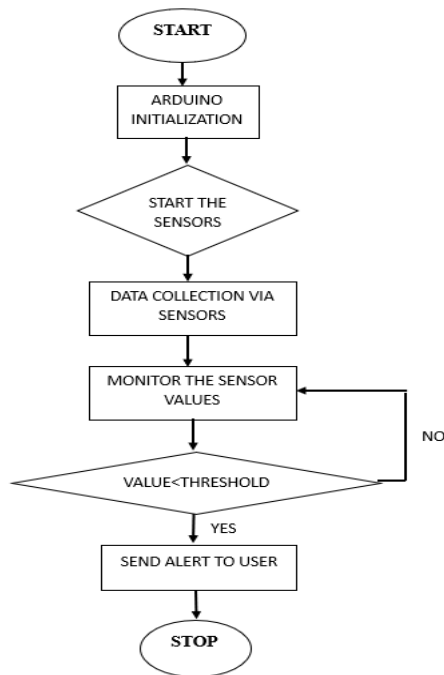 START
ARDUINO
INITIALIZATION
START THE
SENSORS
DATA COLLECTION VIA
SENSORS
MONITOR THE SENSOR
VALUES
NO
VALUE<THRESHOLD
YES
SEND ALERT TO USER
STOP